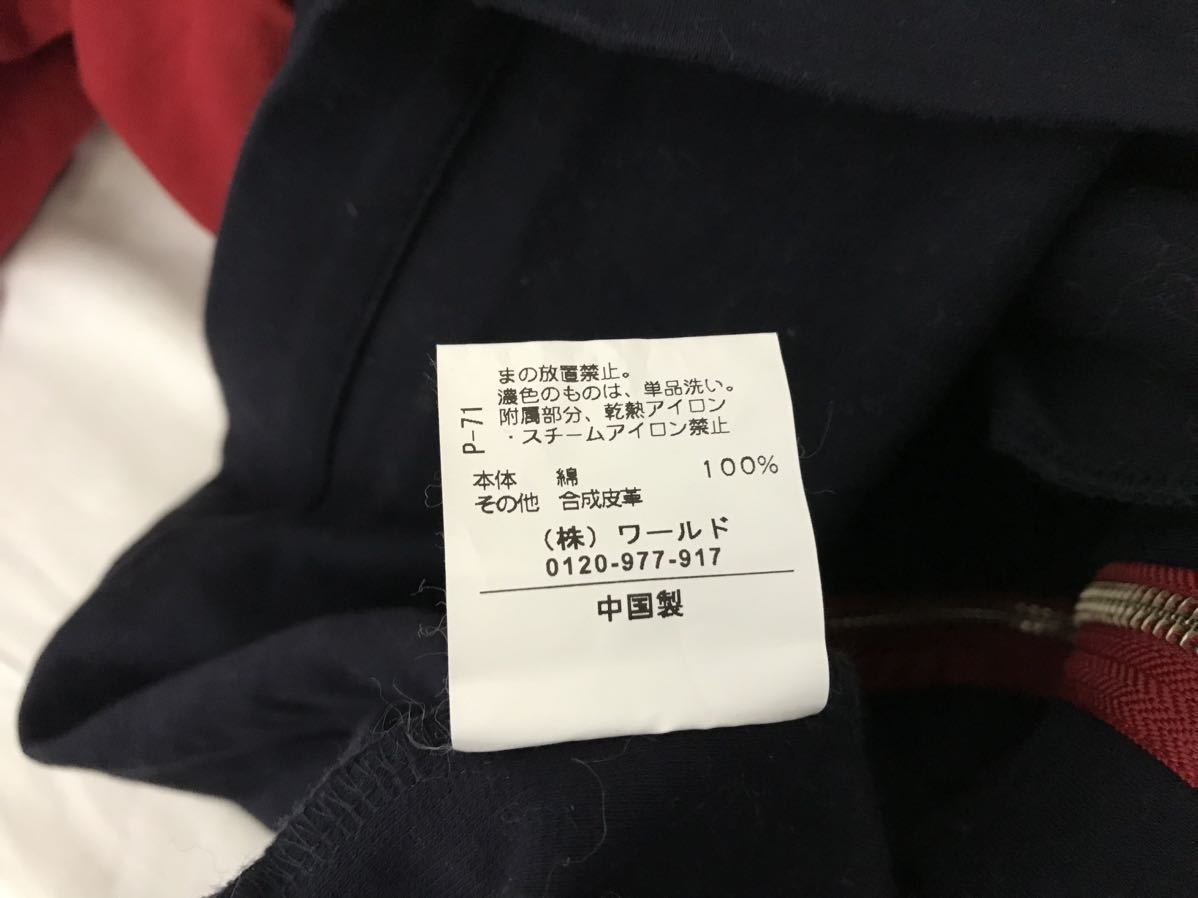 まの放置禁止。
濃色のものは、単品洗い。
附属部分、乾熱アイロン
・スチームアイロン禁止
P-71
本体 綿 100%
その他 合成皮革
(株) ワールド
0120-977-917
中国製